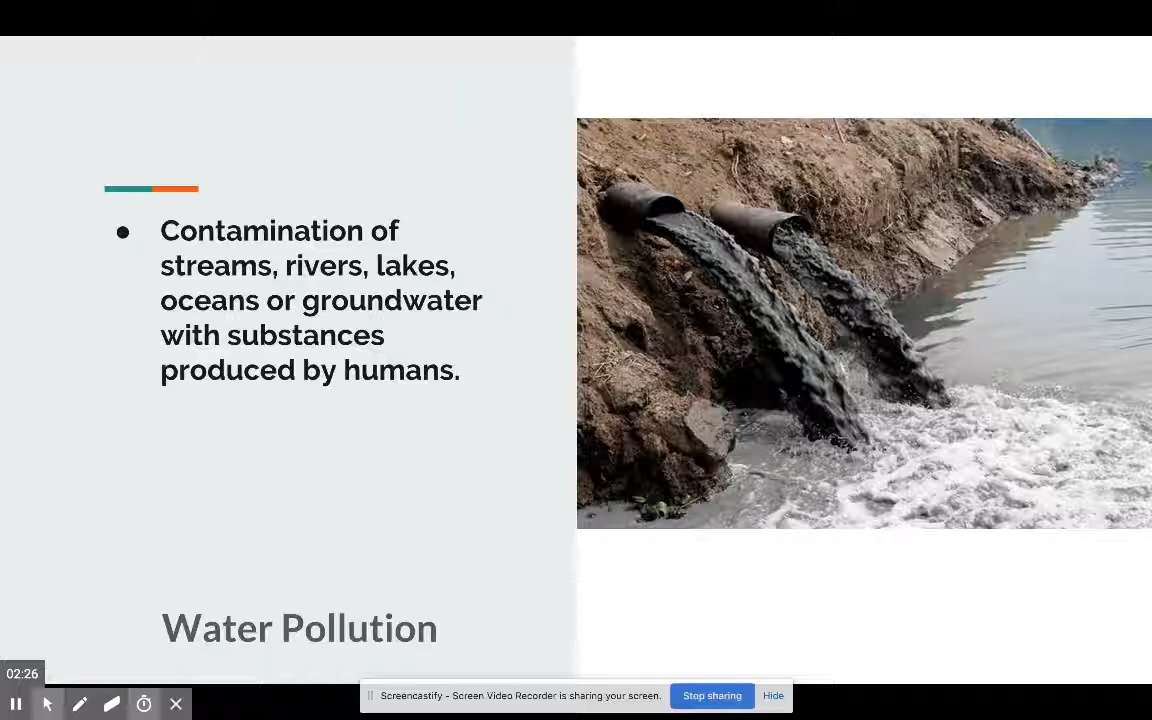 ● Contamination of
streams, rivers, lakes,
oceans or groundwater
with substances
produced by humans.
Water Pollution
02:26
Screencastify - Screen Video Recorder is sharing your screen.
Stop sharing
Hide